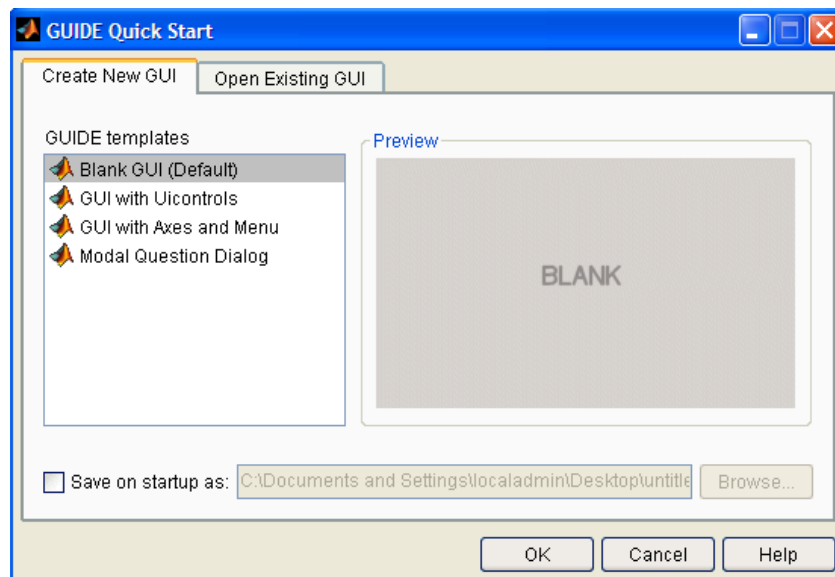 GUIDE Quick Start
Create New GUI
Open Existing GUI
GUIDE templates
Blank GUI (Default)
GUI with Uicontrols
GUI with Axes and Menu
Modal Question Dialog
Preview
BLANK
Save on startup as:
C:\Documents and Settings\localadmin\Desktop\untitle
Browse...
OK
Cancel
Help